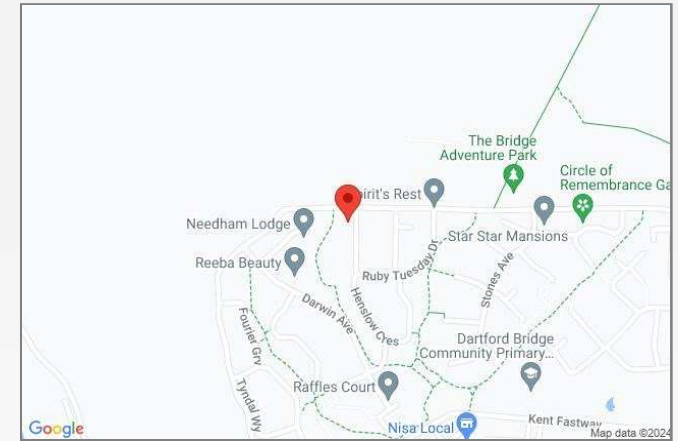 The Bridge
Adventure Park
Circle of
Remembrance Ga
irit's Rest
Needham Lodge
Star Star Mansions
Reeba Beauty
Ruby Tuesday Dr
Stones Ave
Henslow Cres
Darwin Ave
Fourier Grv
Dartford Bridge
Community Primary...
Tyndal Wy
Raffles Court
Nisa Local
Kent Fastway
Google
Map data ©2024